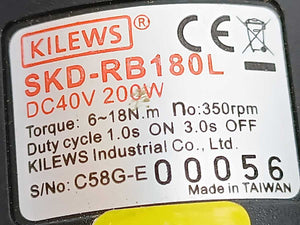 KILEWS®
SKD-RB180L
DC40V 200W
Torque: 6~18N.m no:350rpm
Duty cycle 1.0s ON 3.0s OFF
KILEWS Industrial Co., Ltd.
S/No: C58G-E 00056
Made in TAIWAN